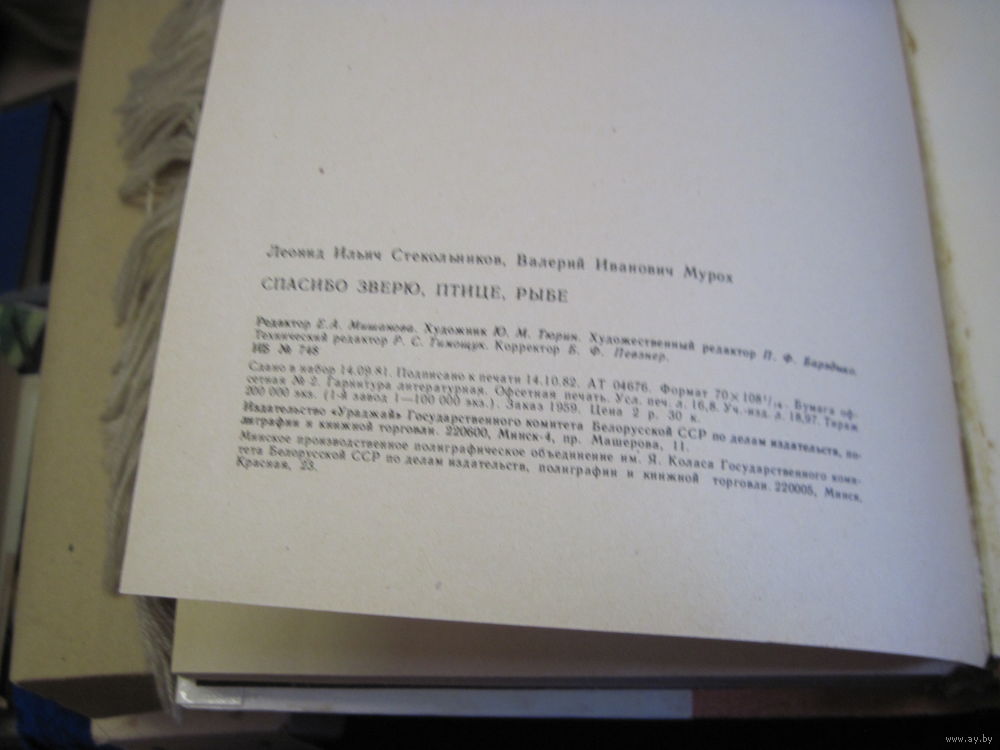 Леонид Ильич Стекольников, Валерий Иванович Мурох
СПАСИБО ЗВЕРЮ, ПТИЦЕ, РЫБЕ
Редактор Е. А. Мишанова. Художник Ю. М. Тюрин. Художественный редактор П. Ф. Барздыко.
Технический редактор Р. С. Тимощук. Корректор Б. Ф. Певзнер.
ИБ № 748
Сдано в набор 14.09.81. Подписано к печати 14.10.82. АТ 04676. Формат 70×108¹/₁₆. Бумага оф-
сетная № 2. Гарнитура литературная. Офсетная печать. Усл. печ. л. 16,8. Уч.-изд. л. 18,97. Тираж
200 000 экз. (1-й завод 1—100 000 экз.). Заказ 1959. Цена 2 р. 30 к.
Издательство «Ураджай» Государственного комитета Белорусской ССР по делам издательств, по-
лиграфии и книжной торговли. 220600, Минск-4, пр. Машерова, 11.
Минское производственное полиграфическое объединение им. Я. Коласа Государственного коми-
тета Белорусской ССР по делам издательств, полиграфии и книжной торговли. 220005, Минск,
Красная, 23.
www.ay.by